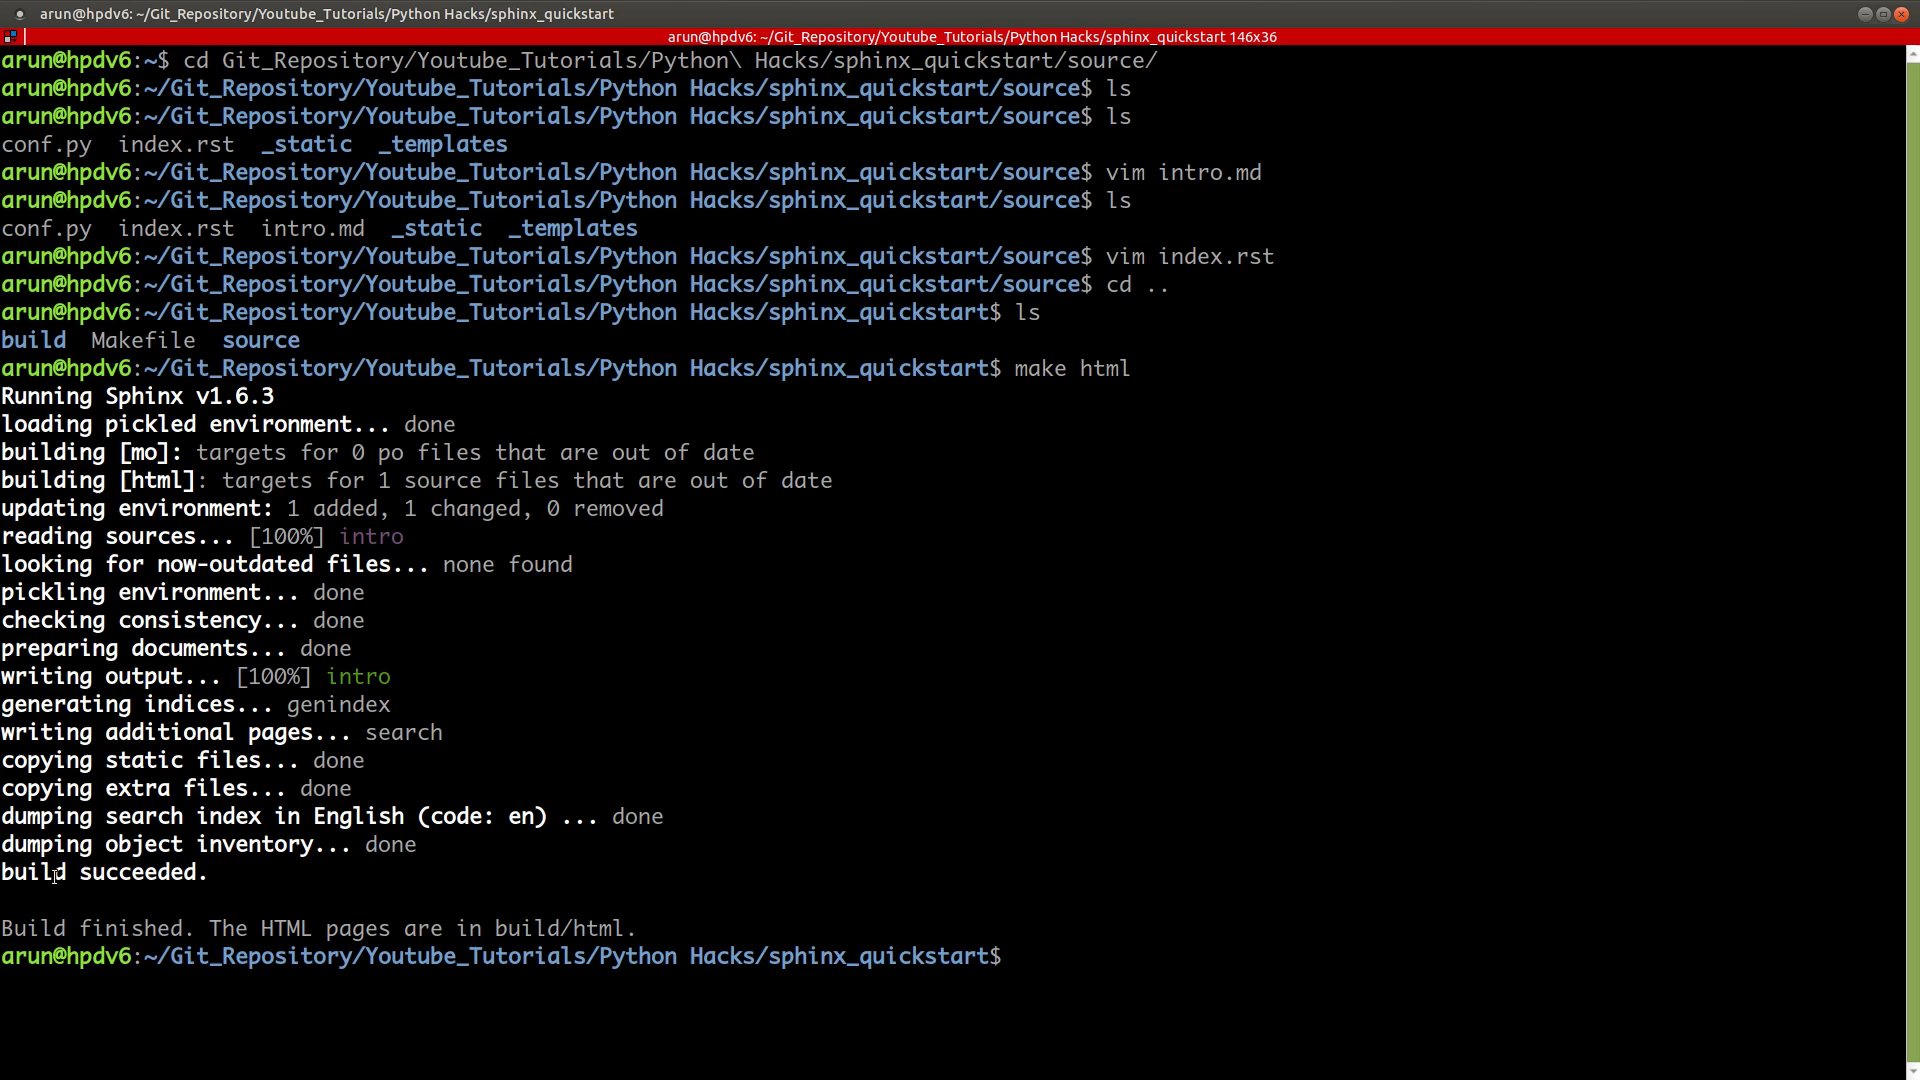 arun@hpdv6: ~/Git_Repository/Youtube_Tutorials/Python Hacks/sphinx_quickstart
arun@hpdv6: ~/Git_Repository/Youtube_Tutorials/Python Hacks/sphinx_quickstart 146x36
arun@hpdv6:~$ cd Git_Repository/Youtube_Tutorials/Python\ Hacks/sphinx_quickstart/source/
arun@hpdv6:~/Git_Repository/Youtube_Tutorials/Python Hacks/sphinx_quickstart/source$ ls
arun@hpdv6:~/Git_Repository/Youtube_Tutorials/Python Hacks/sphinx_quickstart/source$ ls
conf.py  index.rst  _static  _templates
arun@hpdv6:~/Git_Repository/Youtube_Tutorials/Python Hacks/sphinx_quickstart/source$ vim intro.md
arun@hpdv6:~/Git_Repository/Youtube_Tutorials/Python Hacks/sphinx_quickstart/source$ ls
conf.py  index.rst  intro.md  _static  _templates
arun@hpdv6:~/Git_Repository/Youtube_Tutorials/Python Hacks/sphinx_quickstart/source$ vim index.rst
arun@hpdv6:~/Git_Repository/Youtube_Tutorials/Python Hacks/sphinx_quickstart/source$ cd ..
arun@hpdv6:~/Git_Repository/Youtube_Tutorials/Python Hacks/sphinx_quickstart$ ls
build  Makefile  source
arun@hpdv6:~/Git_Repository/Youtube_Tutorials/Python Hacks/sphinx_quickstart$ make html
Running Sphinx v1.6.3
loading pickled environment... done
building [mo]: targets for 0 po files that are out of date
building [html]: targets for 1 source files that are out of date
updating environment: 1 added, 1 changed, 0 removed
reading sources... [100%] intro
looking for now-outdated files... none found
pickling environment... done
checking consistency... done
preparing documents... done
writing output... [100%] intro
generating indices... genindex
writing additional pages... search
copying static files... done
copying extra files... done
dumping search index in English (code: en) ... done
dumping object inventory... done
build succeeded.
Build finished. The HTML pages are in build/html.
arun@hpdv6:~/Git_Repository/Youtube_Tutorials/Python Hacks/sphinx_quickstart$